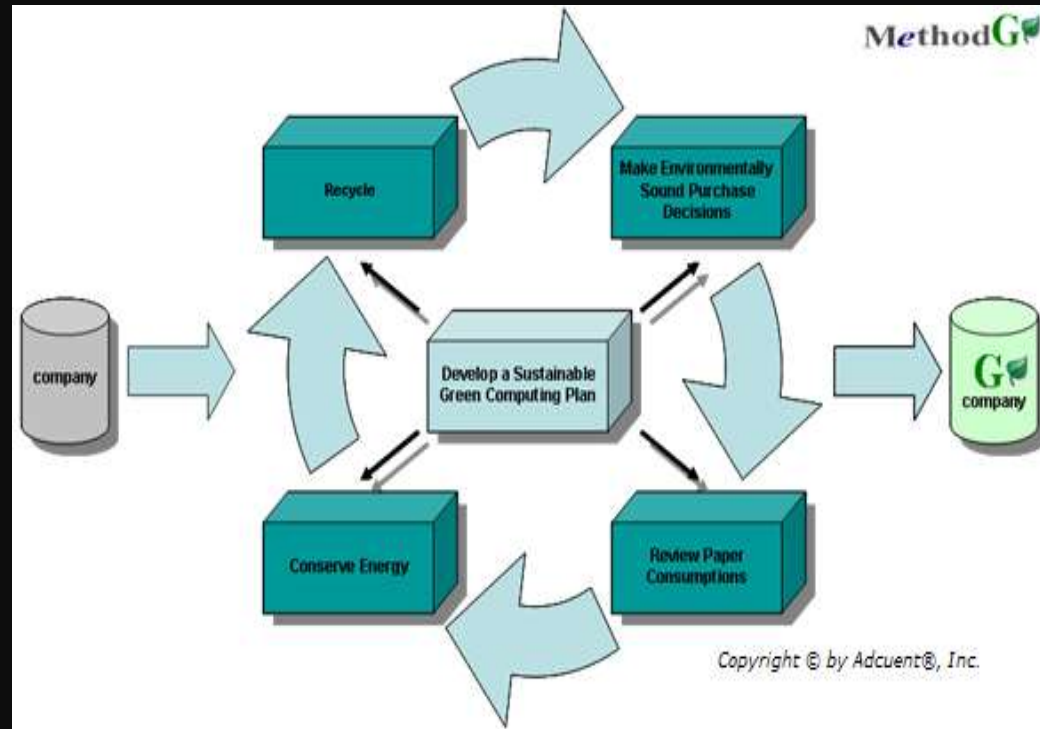 MethodG
Recycle
Make Environmentally
Sound Purchase
Decisions
company
Develop a Sustainable
Green Computing Plan
G
company
Conserve Energy
Review Paper
Consumptions
Copyright © by Adcuent®, Inc.